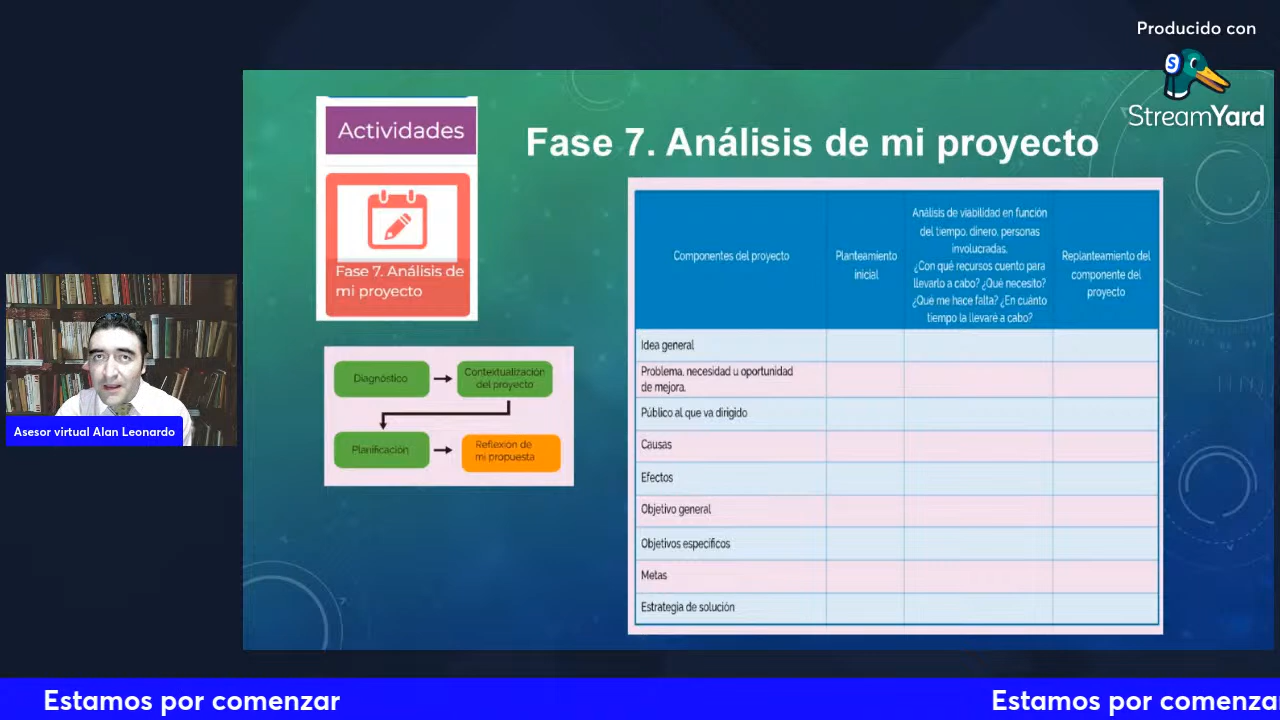 Producido con
StreamYard
Actividades
Fase 7. Análisis de
mi proyecto
Fase 7. Análisis de mi proyecto
Diagnóstico
Contextualización
del proyecto
Planificación
Reflexión de
mi propuesta
Componentes del proyecto
Planteamiento
inicial
Análisis de viabilidad en función
del tiempo, dinero, personas
involucradas.
¿Con qué recursos cuento para
llevarlo a cabo? ¿Qué necesito?
¿Que me hace falta? ¿En cuánto
tiempo la llevaré a cabo?
Replanteamiento del
componente del
proyecto
Idea general
Problema, necesidad u oportunidad
de mejora.
Público al que va dirigido
Causas
Efectos
Objetivo general
Objetivos específicos
Metas
Estrategia de solución
Asesor virtual Alan Leonardo
Estamos por comenzar
Estamos por comenza